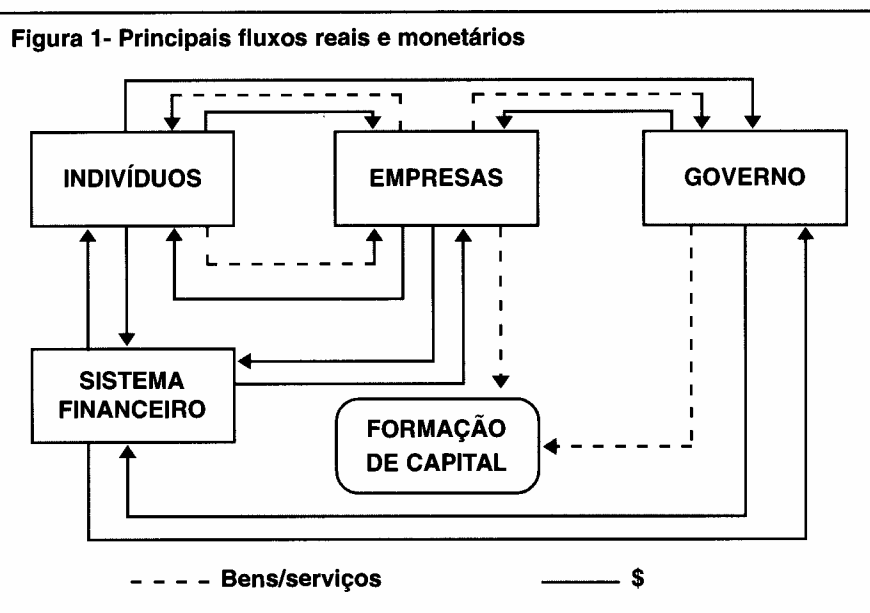 Figura 1- Principais fluxos reais e monetários
INDIVÍDUOS
EMPRESAS
GOVERNO
SISTEMA
FINANCEIRO
FORMAÇÃO
DE CAPITAL
Bens/serviços
$